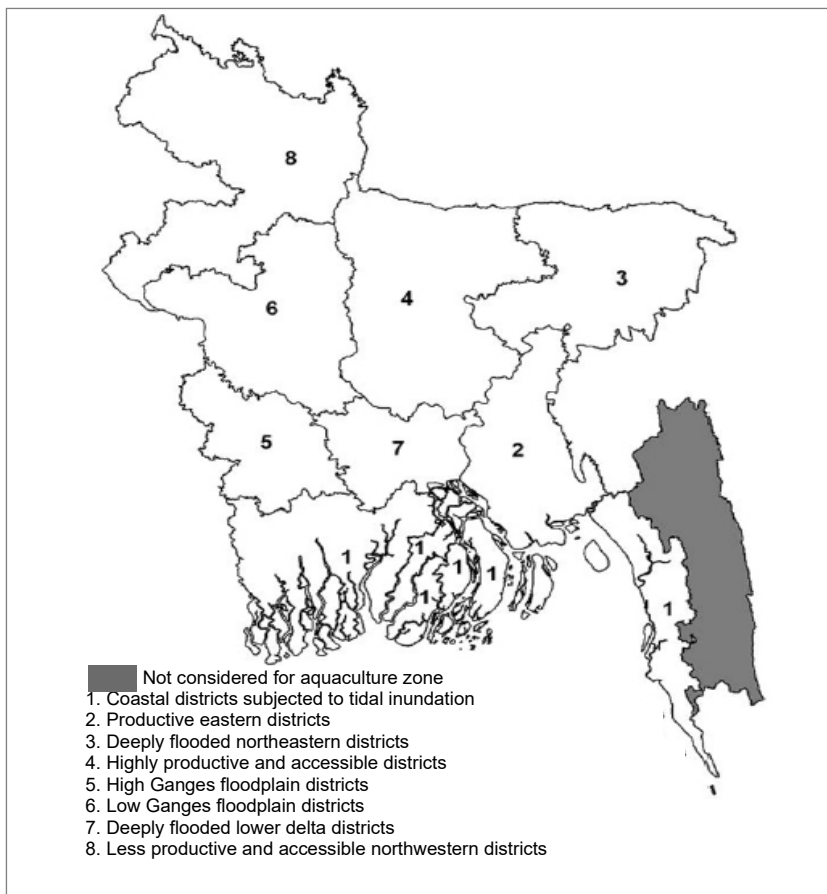 8
3
4
6
5
7
2
1
1
1
1
1
1
1
Not considered for aquaculture zone
1. Coastal districts subjected to tidal inundation
2. Productive eastern districts
3. Deeply flooded northeastern districts
4. Highly productive and accessible districts
5. High Ganges floodplain districts
6. Low Ganges floodplain districts
7. Deeply flooded lower delta districts
8. Less productive and accessible northwestern districts